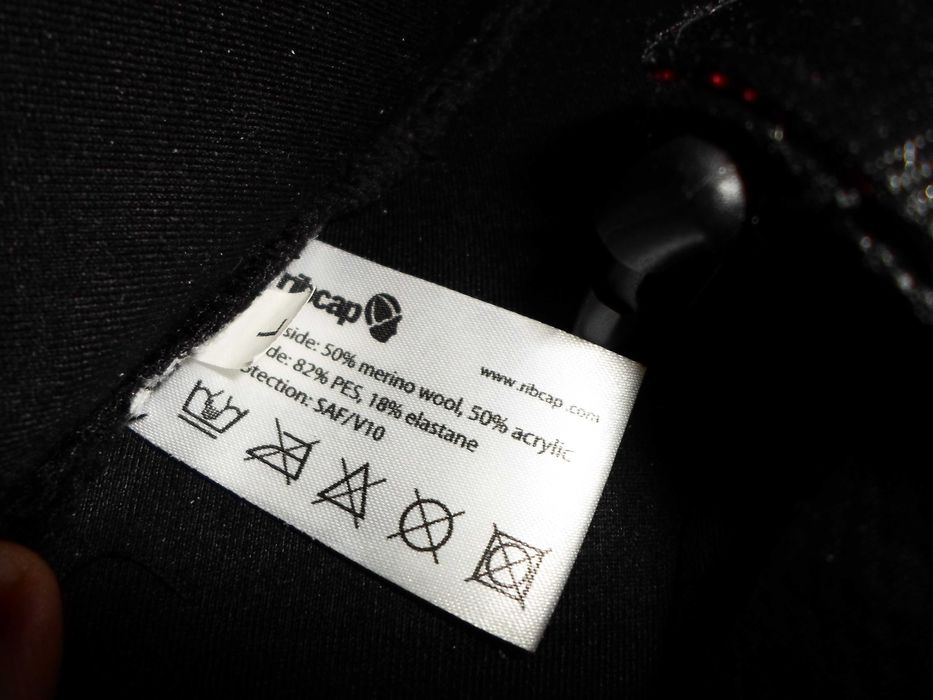 ribcap
www.ribcap.com
side: 50% merino wool, 50% acrylic
de: 82% PES, 18% elastane
otection: SAF/V10
L